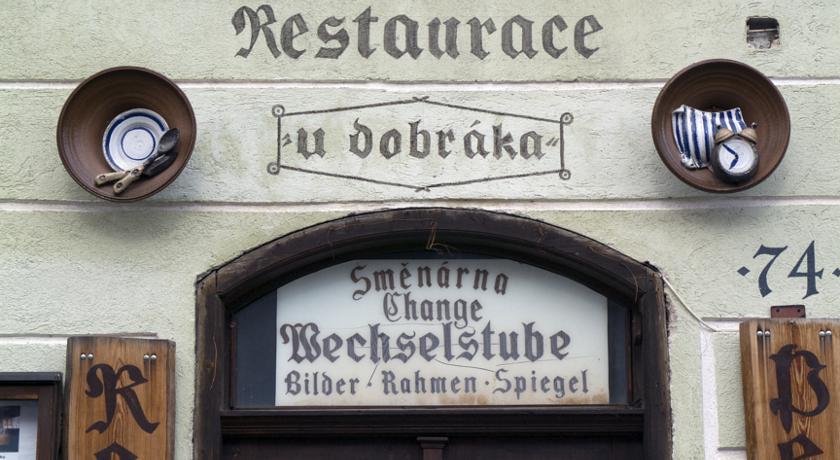 Restaurace
"u dobráka"
·74·
Směnárna
Change
Wechselstube
Bilder · Rahmen · Spiegel
R
P